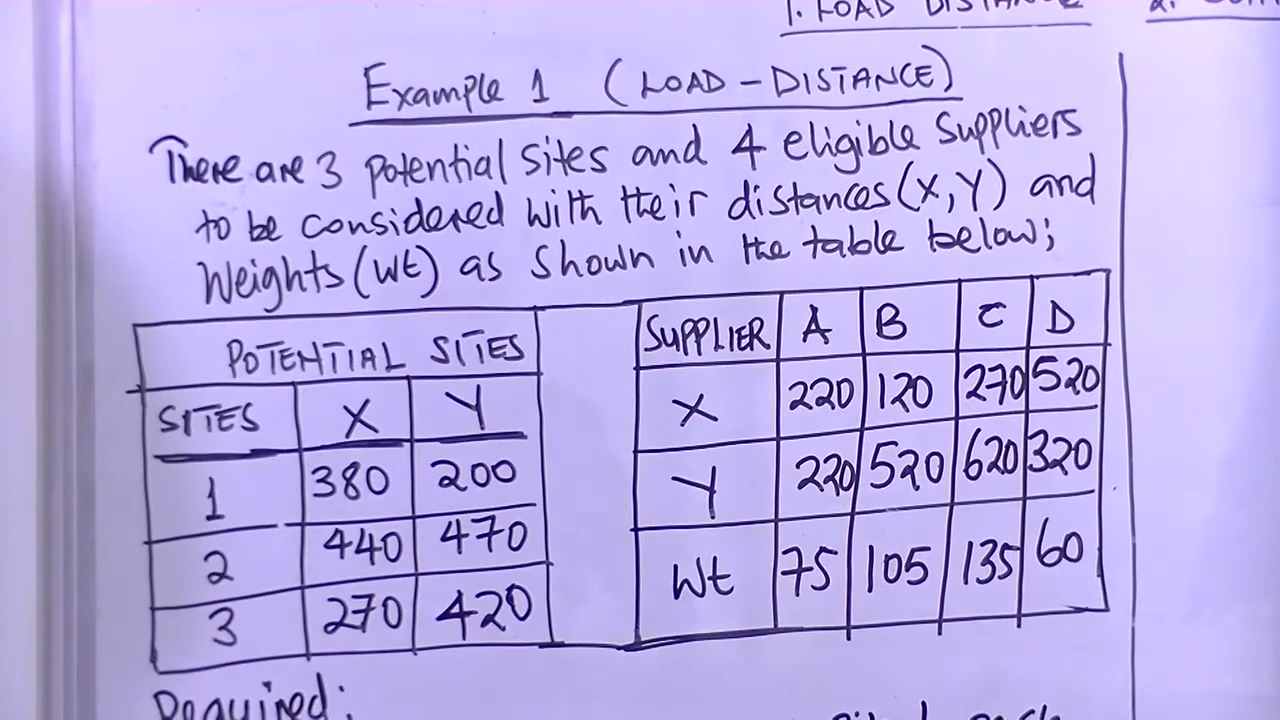 1. LOAD DISTANCE 2.
Example 1 (LOAD-DISTANCE)
There are 3 potential sites and 4 eligible suppliers
to be considered with their distances (X,Y) and
Weights (Wt) as shown in the table below;
POTENTIAL SITES
SITES X Y
1 380 200
2 440 470
3 270 420
SUPPLIER A B C D
X 220 120 270 520
Y 220 520 620 320
Wt 75 105 135 60
Required: